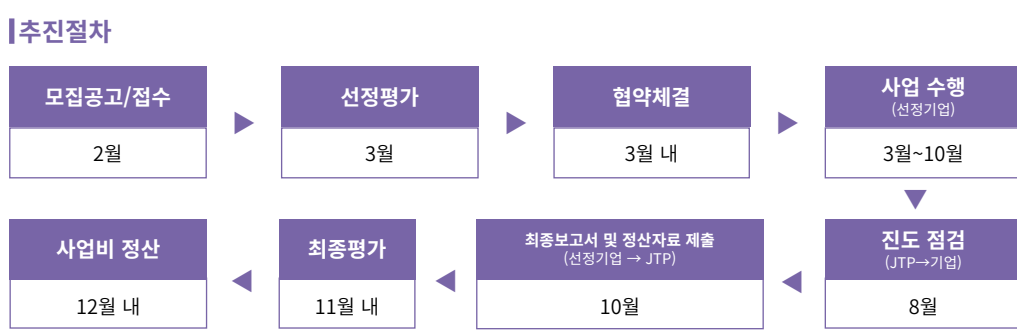 추진절차
모집공고/접수
2월
선정평가
3월
협약체결
3월 내
사업 수행
(선정기업)
3월~10월
진도 점검
(JTP→기업)
8월
최종보고서 및 정산자료 제출
(선정기업 → JTP)
10월
최종평가
11월 내
사업비 정산
12월 내